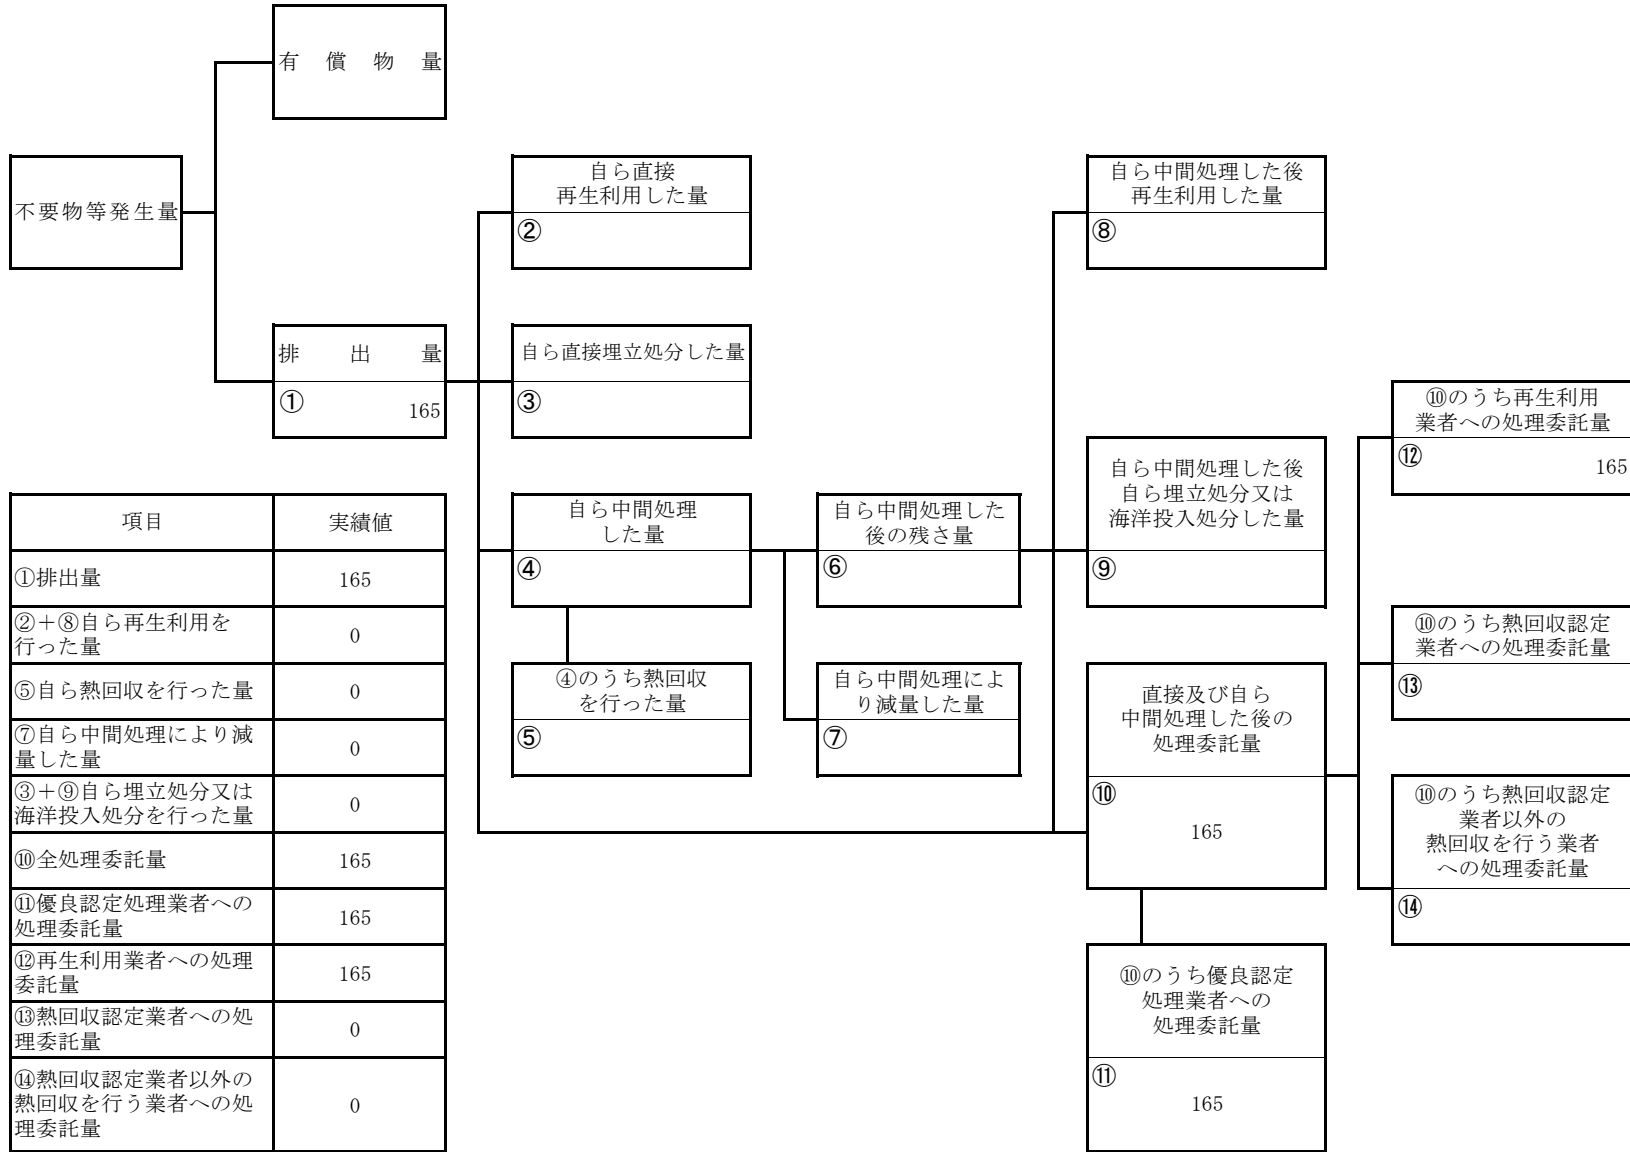 有償物量
不要物等発生量
排出量
①
165
自ら直接
再生利用した量
②
自ら直接埋立処分した量
③
自ら中間処理
した量
④
④のうち熱回収
を行った量
⑤
自ら中間処理した
後の残さ量
⑥
自ら中間処理によ
り減量した量
⑦
自ら中間処理した後
再生利用した量
⑧
自ら中間処理した後
自ら埋立処分又は
海洋投入処分した量
⑨
直接及び自ら
中間処理した後の
処理委託量
⑩
165
⑩のうち優良認定
処理業者への
処理委託量
⑪
165
⑩のうち再生利用
業者への処理委託量
⑫
165
⑩のうち熱回収認定
業者への処理委託量
⑬
⑩のうち熱回収認定
業者以外の
熱回収を行う業者
への処理委託量
⑭
項目 実績値
①排出量 165
②＋⑧自ら再生利用を
行った量
0
⑤自ら熱回収を行った量 0
⑦自ら中間処理により減
量した量
0
③＋⑨自ら埋立処分又は
海洋投入処分を行った量
0
⑩全処理委託量 165
⑪優良認定処理業者への
処理委託量
165
⑫再生利用業者への処理
委託量
165
⑬熱回収認定業者への処
理委託量
0
⑭熱回収認定業者以外の
熱回収を行う業者への処
理委託量
0